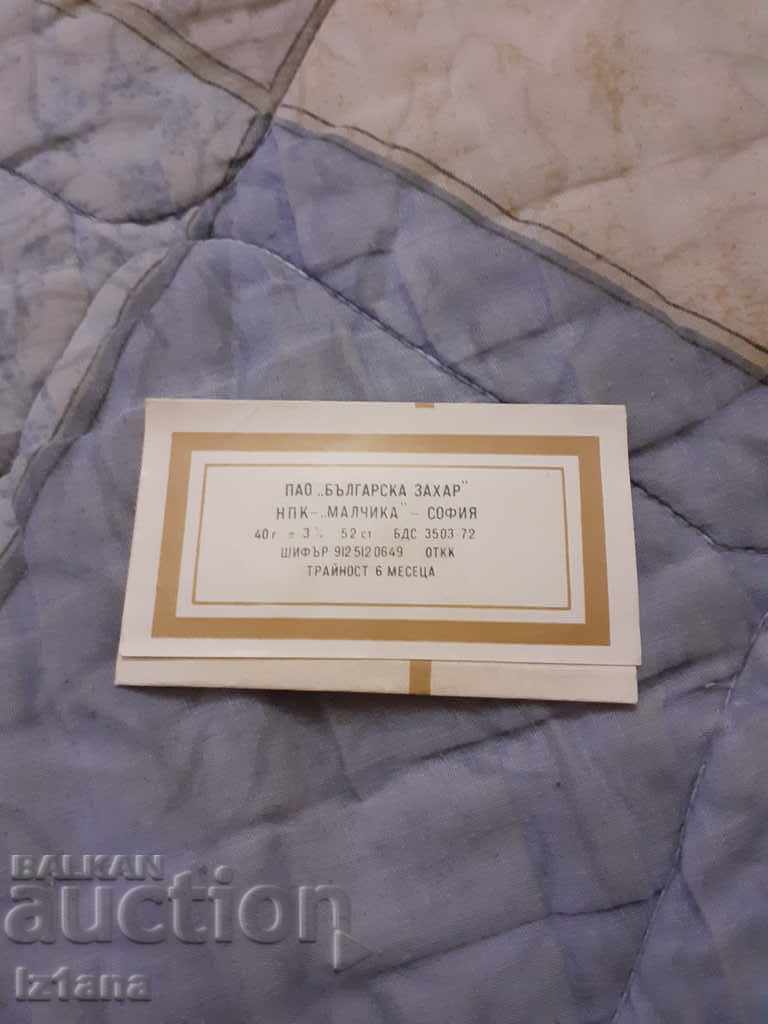 ПАО „БЪЛГАРСКА ЗАХАР"
НПК-„МАЛЧИКА" - СОФИЯ
40 г ± 3% 52 ст БДС 3503-72
ШИФЪР 912 512 0649 ОТКК
ТРАЙНОСТ 6 МЕСЕЦА
BALKAN
auction
Iz1ana